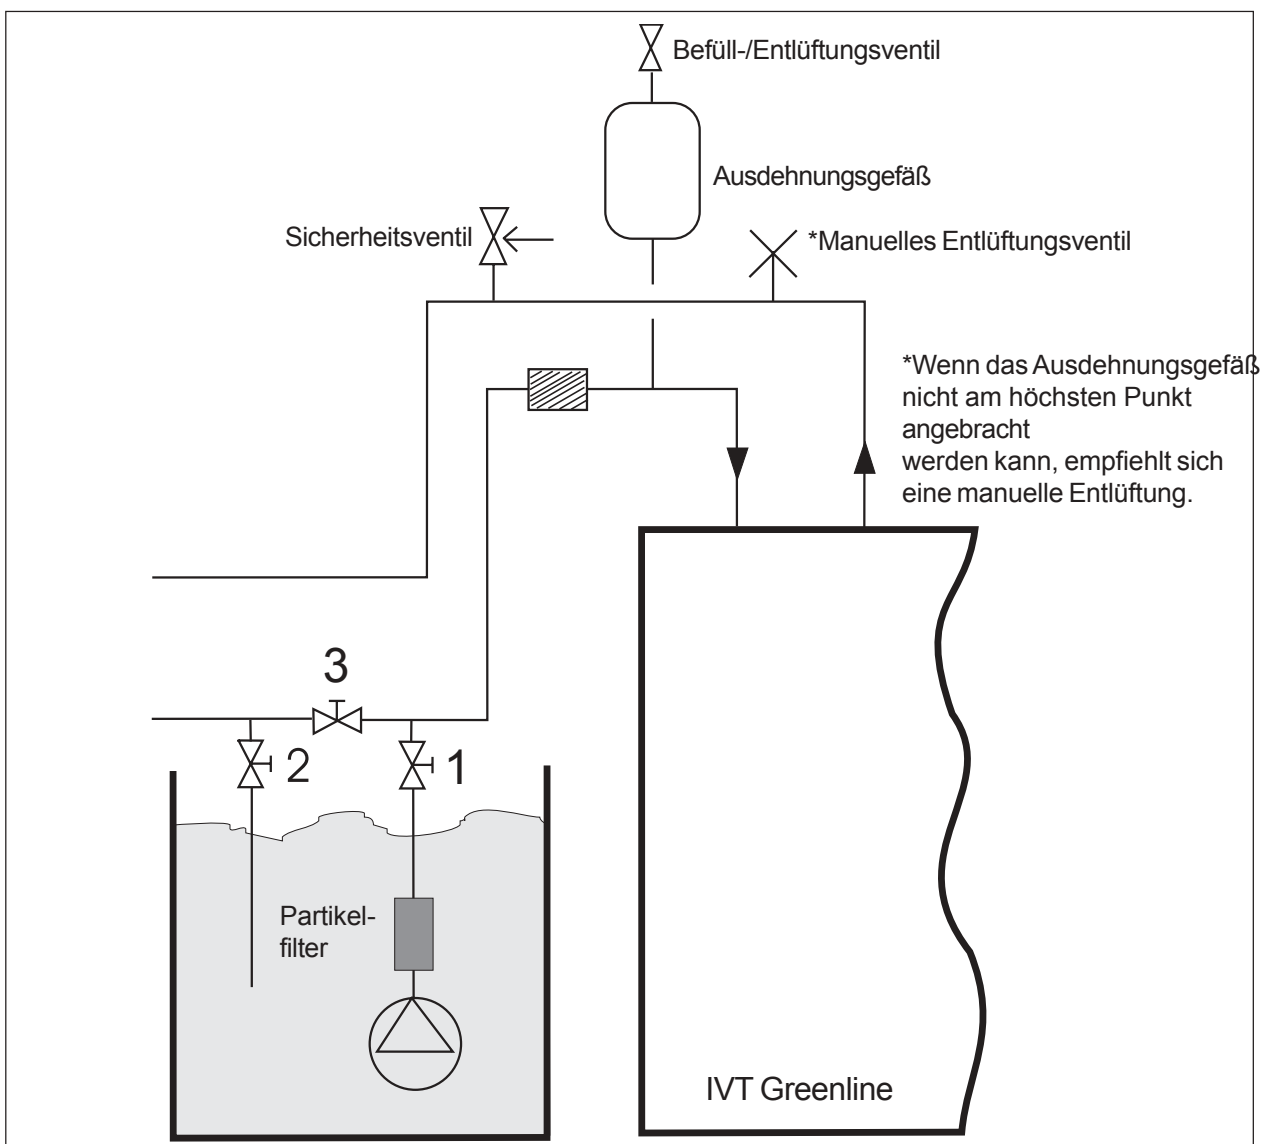 Befüll-/Entlüftungsventil
Ausdehnungsgefäß
Sicherheitsventil
*Manuelles Entlüftungsventil
*Wenn das Ausdehnungsgefäß
nicht am höchsten Punkt
angebracht
werden kann, empfiehlt sich
eine manuelle Entlüftung.
3
2
1
Partikel-
filter
IVT Greenline